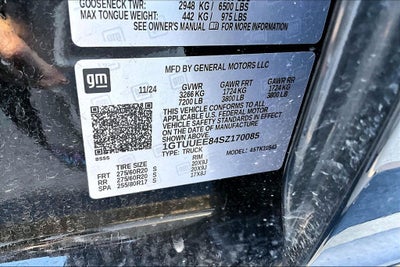 GOOSENECK TWR: 2948 KG/ 6500 LBS
MAX TONGUE WEIGHT: 442 KG/ 975 LBS
SEE OWNER'S MANUAL FOR MORE INFORMATION
gm
MFD BY GENERAL MOTORS LLC
11/24 GVWR GAWR FRT GAWR RR
3266 KG 1724 KG 1724 KG
7200 LB 3800 LB 3800 LB
THIS VEHICLE CONFORMS TO ALL APPLICABLE
U.S. FEDERAL MOTOR VEHICLE SAFETY
STANDARDS IN EFFECT ON THE DATE OF
MANUFACTURE SHOWN ABOVE.
1GTUUEE84SZ170085
TYPE: TRUCK MODEL:
TIRE SIZE RIM
FRT 275/60R20 S 20X9J
RR 275/60R20 S 20X9J
SPA 255/80R17 S 17X8J